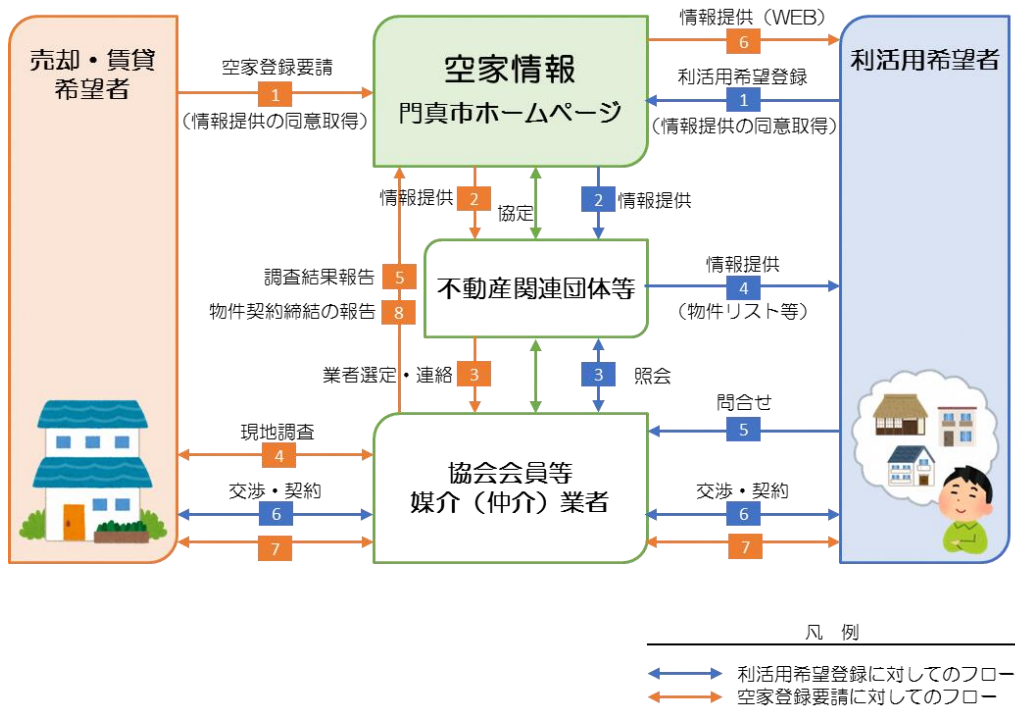 売却・賃貸
希望者
空家登録要請
1
(情報提供の同意取得)
空家情報
門真市ホームページ
情報提供（WEB）
6
利活用希望登録
1
(情報提供の同意取得)
利活用希望者
情報提供
2
協定
2
情報提供
調査結果報告
5
物件契約締結の報告
8
不動産関連団体等
情報提供
4
(物件リスト等)
業者選定・連絡
3
3
照会
現地調査
4
交渉・契約
6
7
協会会員等
媒介（仲介）業者
問合せ
5
交渉・契約
6
7
凡　例
利活用希望登録に対してのフロー
空家登録要請に対してのフロー